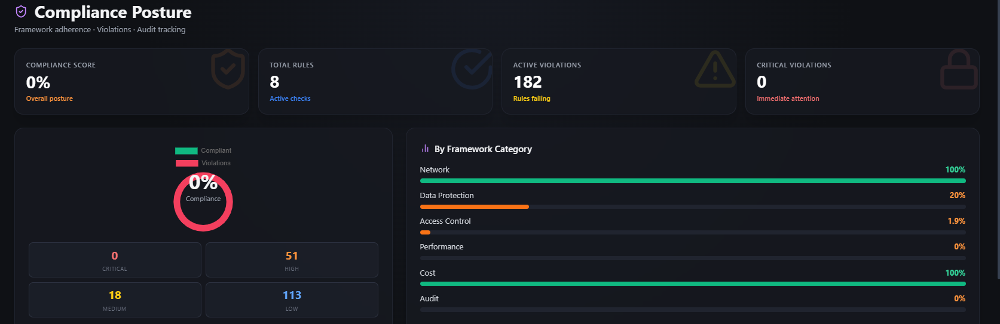 Compliance Posture
Framework adherence · Violations · Audit tracking
COMPLIANCE SCORE
0%
Overall posture
TOTAL RULES
8
Active checks
ACTIVE VIOLATIONS
182
Rules failing
CRITICAL VIOLATIONS
0
Immediate attention
Compliant
Violations
0%
Compliance
0
CRITICAL
51
HIGH
18
MEDIUM
113
LOW
By Framework Category
Network 100%
Data Protection 20%
Access Control 1.9%
Performance 0%
Cost 100%
Audit 0%